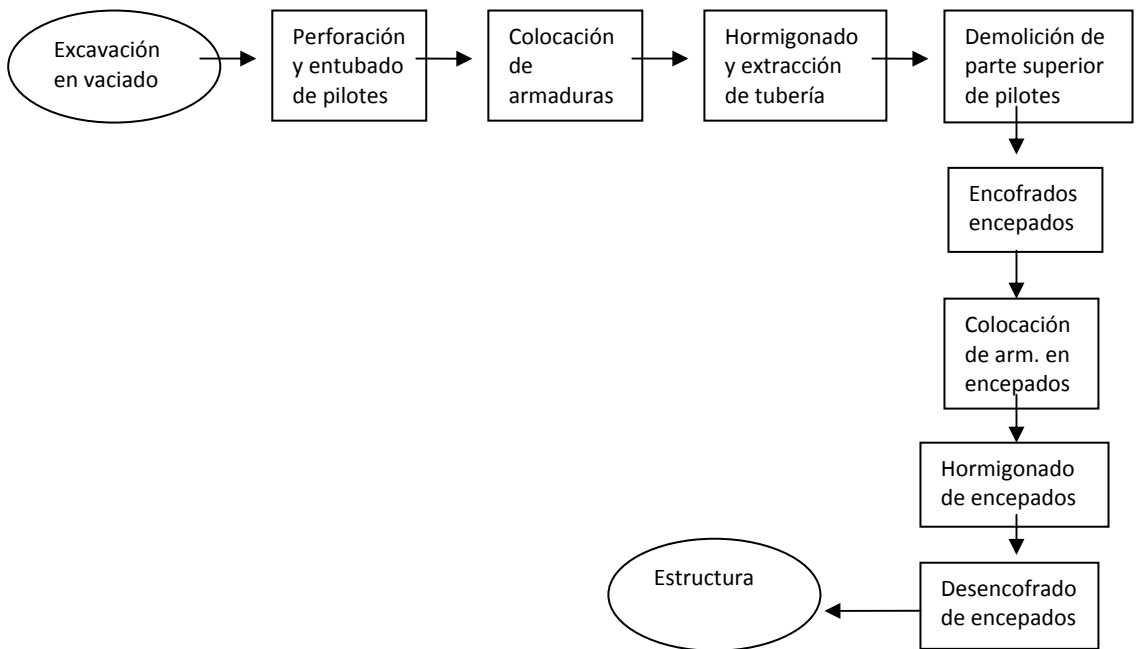 Excavación
en vaciado
Perforación
y entubado
de pilotes
Colocación
de
armaduras
Hormigonado
y extracción
de tubería
Demolición de
parte superior
de pilotes
Encofrados
encepados
Colocación
de arm. en
encepados
Hormigonado
de encepados
Desencofrado
de encepados
Estructura